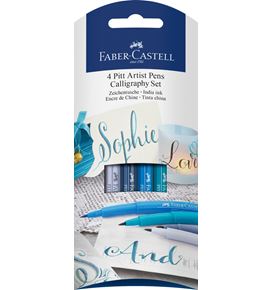 FABER-CASTELL
since 1761
4 Pitt Artist Pens
Calligraphy Set
Zeichentusche · India ink
Encre de Chine · Tinta china
Sophie
Love
And